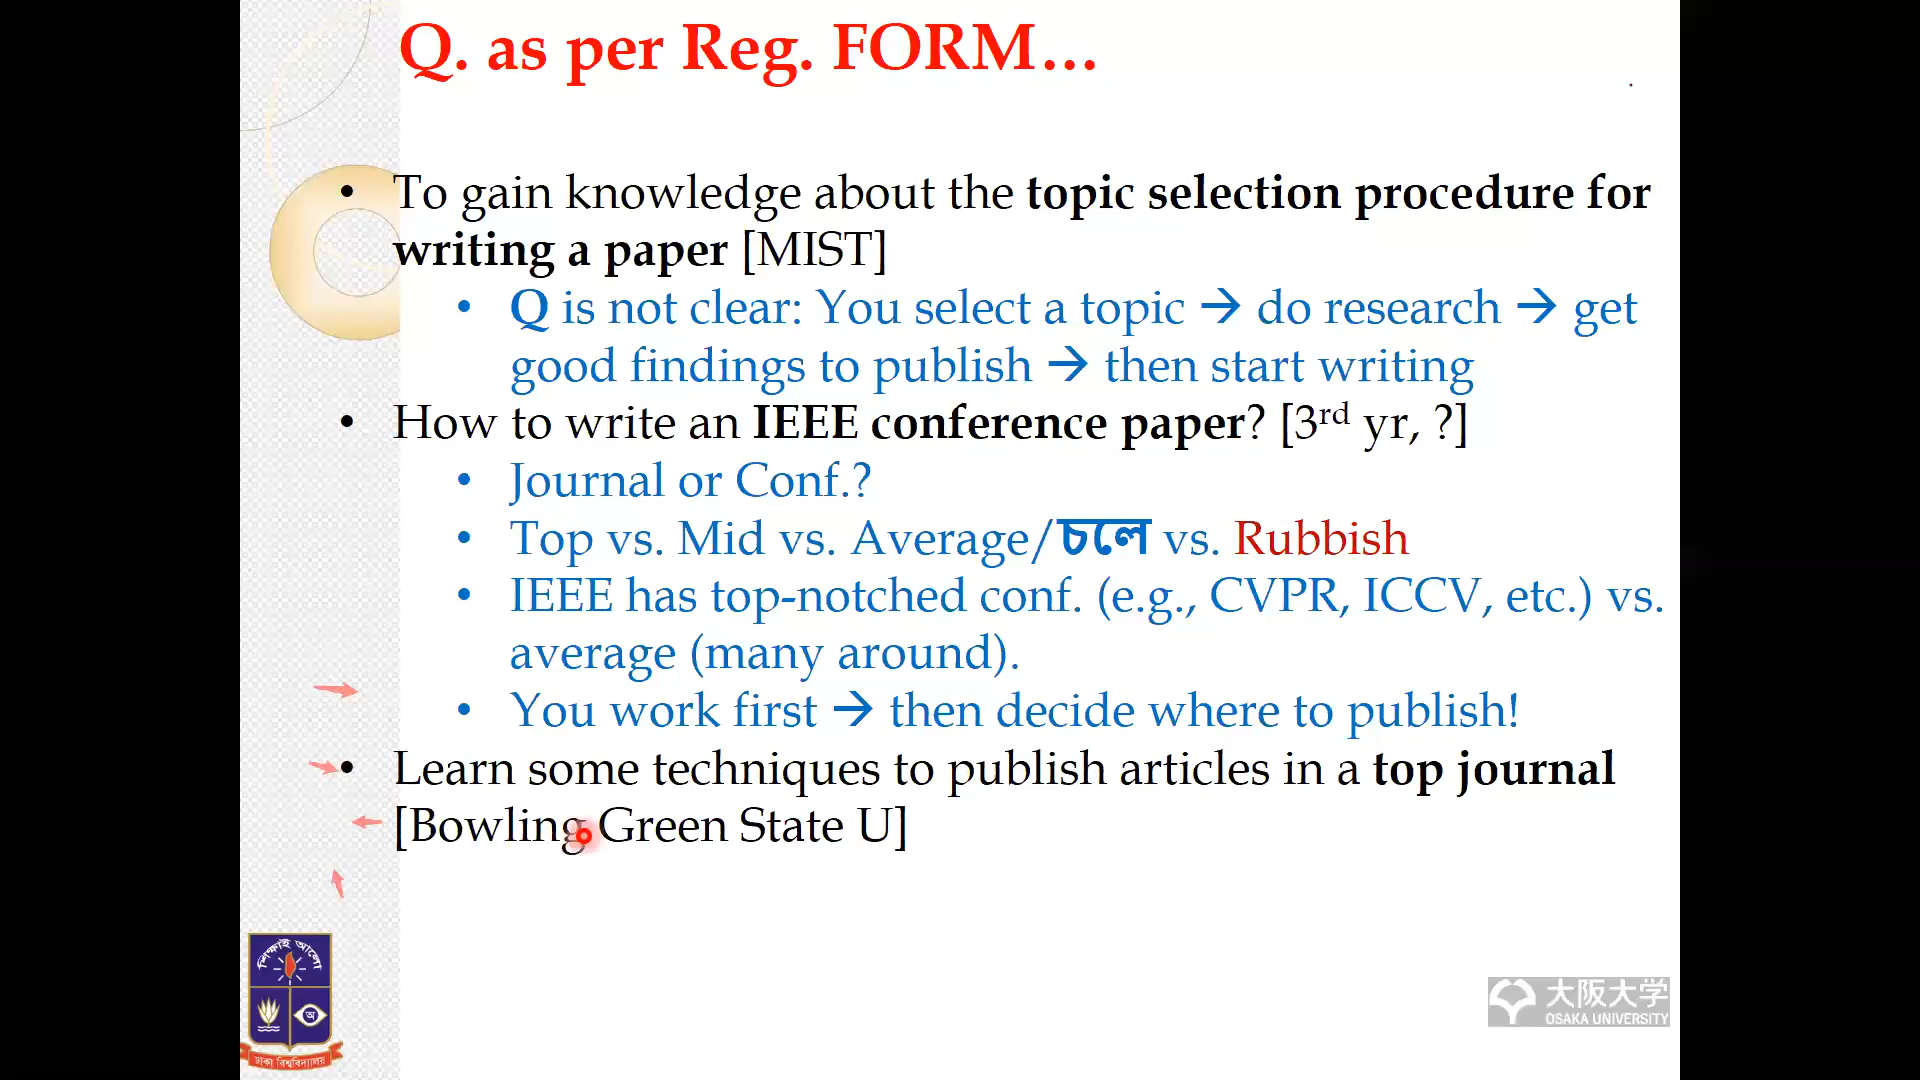 Q. as per Reg. FORM...
• To gain knowledge about the topic selection procedure for
writing a paper [MIST]
• Q is not clear: You select a topic → do research → get
good findings to publish → then start writing
• How to write an IEEE conference paper? [3rd yr, ?]
• Journal or Conf.?
• Top vs. Mid vs. Average/চলে vs. Rubbish
• IEEE has top-notched conf. (e.g., CVPR, ICCV, etc.) vs.
average (many around).
• You work first → then decide where to publish!
• Learn some techniques to publish articles in a top journal
[Bowling Green State U]
শিক্ষাই আলো
অ
ঢাকা বিশ্ববিদ্যালয়
大阪大学
OSAKA UNIVERSITY